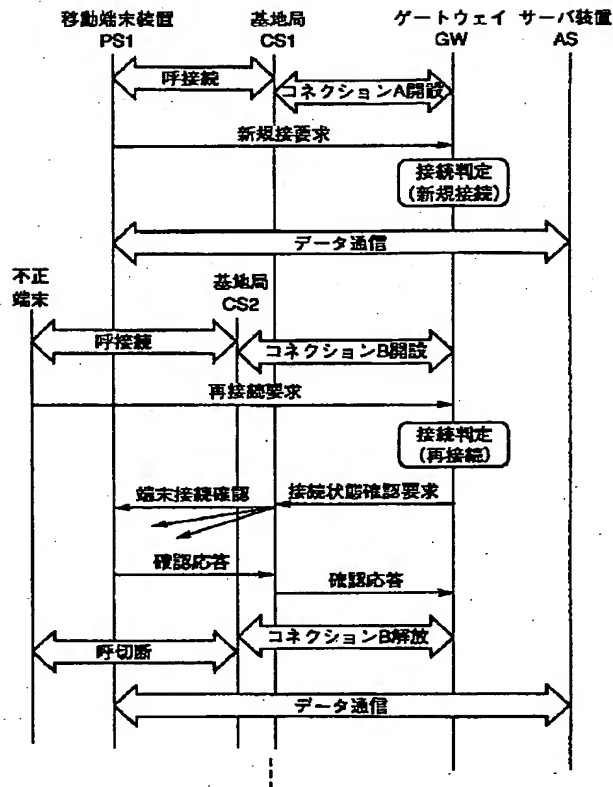 移動端末装置 基地局 ゲートウェイ サーバ装置
PS1 CS1 GW AS
呼接続
コネクションA開設
新規接要求
接続判定
(新規接続)
データ通信
不正
端末
基地局
CS2
呼接続
コネクションB開設
再接続要求
接続判定
(再接続)
端末接続確認 接続状態確認要求
確認応答
確認応答
コネクションB解放
呼切断
データ通信